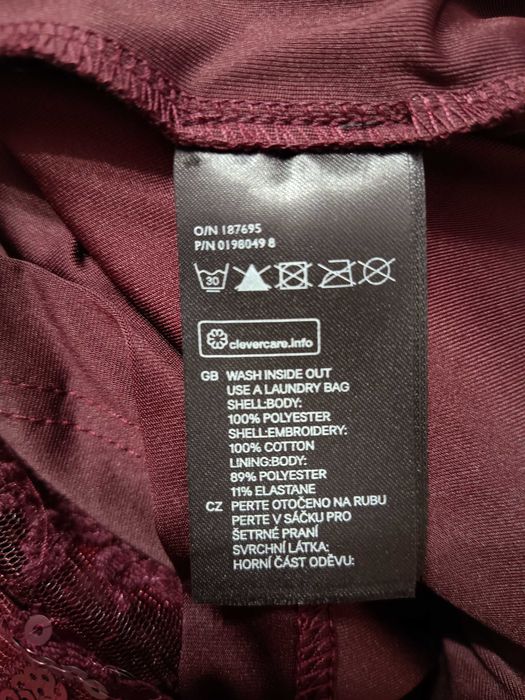 O/N 187695
P/N 0198049 8
30
clevercare.info
GB WASH INSIDE OUT
USE A LAUNDRY BAG
SHELL:BODY:
100% POLYESTER
SHELL:EMBROIDERY:
100% COTTON
LINING:BODY:
89% POLYESTER
11% ELASTANE
CZ PERTE OTOČENO NA RUBU
PERTE V SÁČKU PRO
ŠETRNÉ PRANÍ
SVRCHNÍ LÁTKA:
HORNÍ ČÁST ODĚVU: